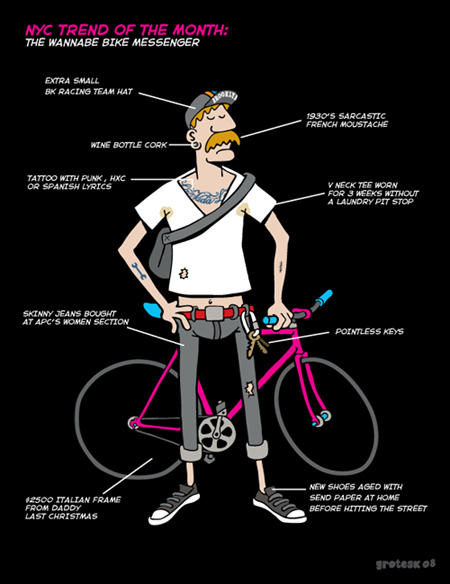 NYC TREND OF THE MONTH:
THE WANNABE BIKE MESSENGER
EXTRA SMALL
BK RACING TEAM HAT
BROOKLYN
1930'S SARCASTIC
FRENCH MOUSTACHE
WINE BOTTLE CORK
TATTOO WITH PUNK, HXC
OR SPANISH LYRICS
V NECK TEE WORN
FOR 3 WEEKS WITHOUT
A LAUNDRY PIT STOP
SKINNY JEANS BOUGHT
AT APC'S WOMEN SECTION
POINTLESS KEYS
$2500 ITALIAN FRAME
FROM DADDY
LAST CHRISTMAS
NEW SHOES AGED WITH
SEND PAPER AT HOME
BEFORE HITTING THE STREET
grotesk 08